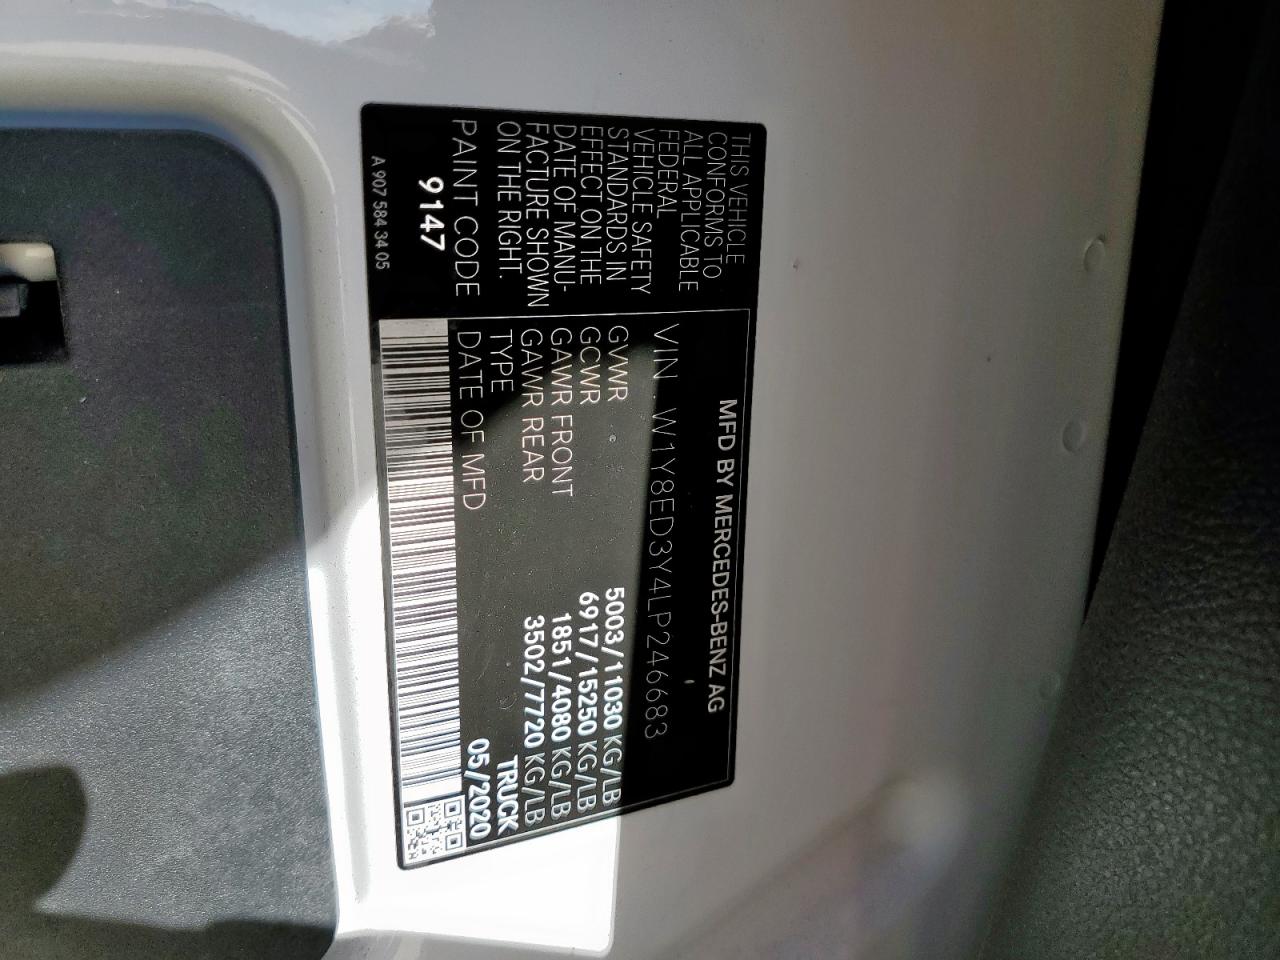 MFD BY MERCEDES-BENZ AG
THIS VEHICLE
CONFORMS TO
ALL APPLICABLE
FEDERAL
VEHICLE SAFETY
STANDARDS IN
EFFECT ON THE
DATE OF MANU-
FACTURE SHOWN
ON THE RIGHT.
PAINT CODE
9147
A 907 584 34 05
VIN W1Y8ED3Y4LP246683
GVWR 5003/11030 KG/LB
GCWR 6917/15250 KG/LB
GAWR FRONT 1851/4080 KG/LB
GAWR REAR 3502/7720 KG/LB
TYPE TRUCK
DATE OF MFD 05/2020